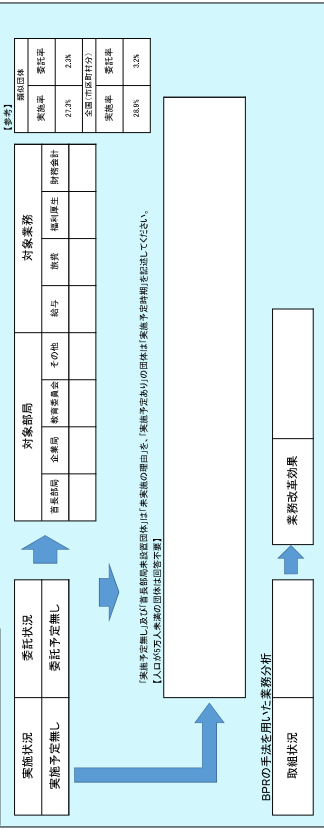 実施状況 委託状況
実施予定無し 委託予定無し
対象部局 対象業務
首長部局 企業局 教育委員会 その他 給与 旅費 福利厚生 財務会計
【参考】
類似団体
実施率 委託率
27.3% 2.3%
全国(市区町村分)
実施率 委託率
28.9% 3.2%
「実施予定無し」及び「首長部局未設置団体」は「未実施の理由」を、「実施予定あり」の団体は「実施予定時期」を記述してください。
【人口が5万人未満の団体は回答不要】
BPRの手法を用いた業務分析
取組状況
業務改革効果